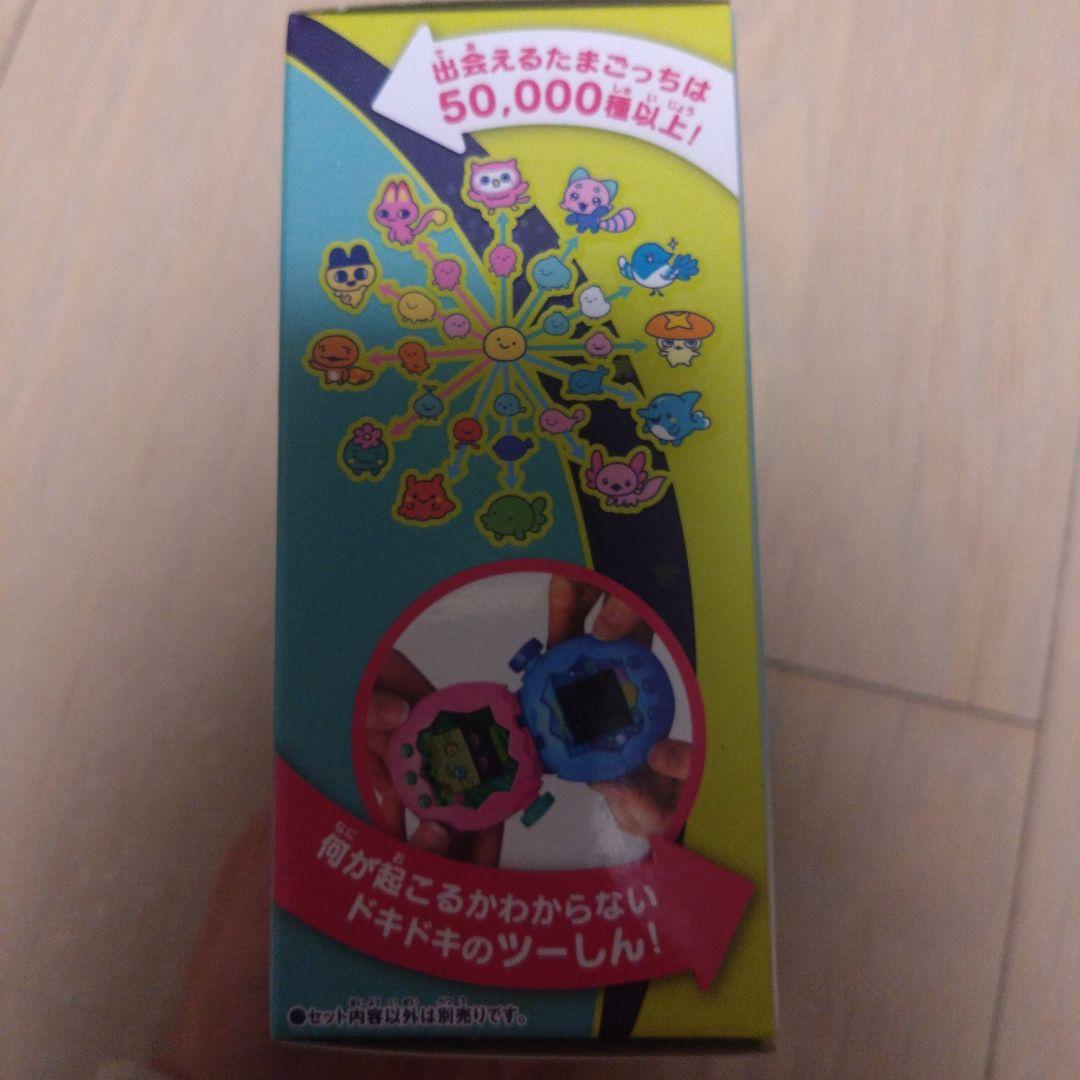 出会えるたまごっちは
50,000種以上!
何が起こるかわからない
ドキドキのツーしん!
●セット内容以外は別売りです。